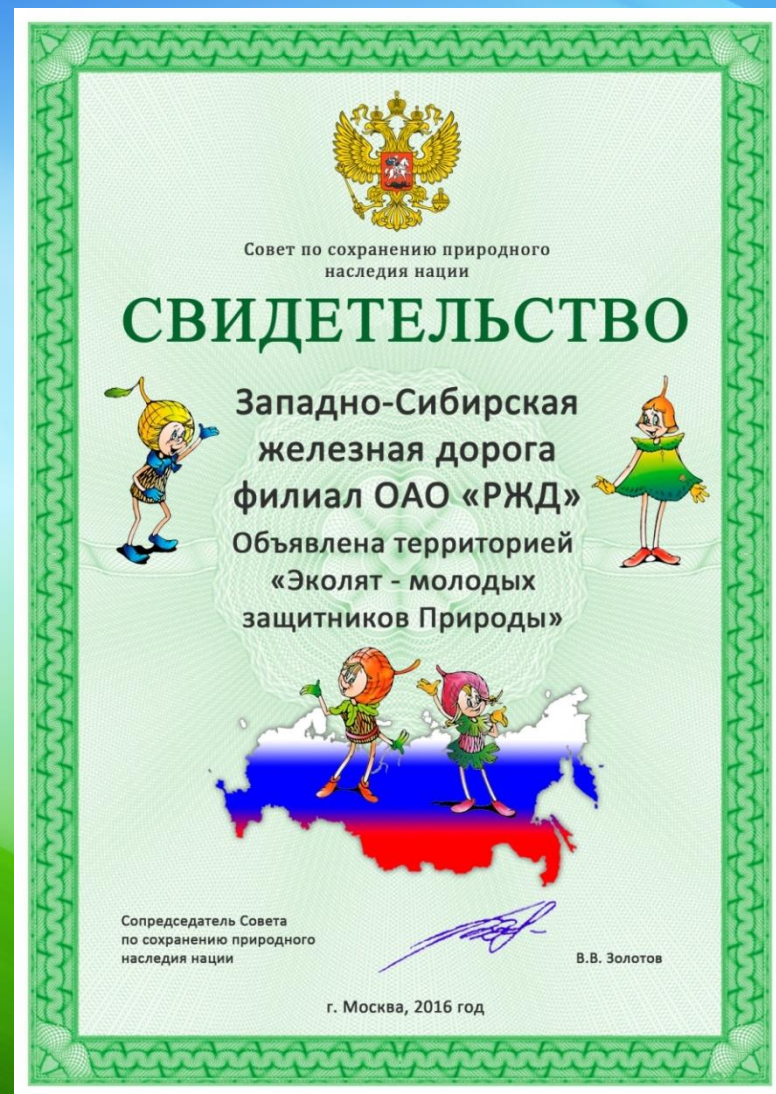 Совет по сохранению природного
наследия нации
СВИДЕТЕЛЬСТВО
Западно-Сибирская
железная дорога
филиал ОАО «РЖД»
Объявлена территорией
«Эколят - молодых
защитников Природы»
Сопредседатель Совета
по сохранению природного
наследия нации
В.В. Золотов
г. Москва, 2016 год